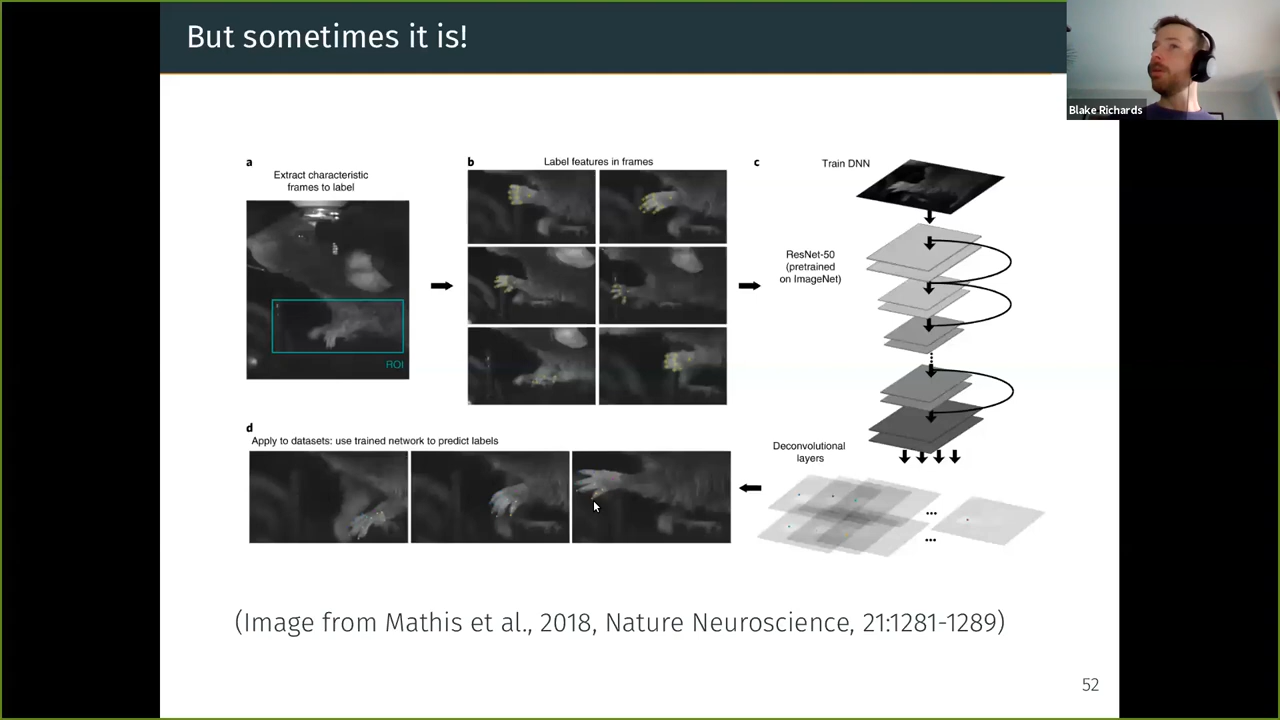 But sometimes it is!
Blake Richards
a
Extract characteristic
frames to label
ROI
b
Label features in frames
c
Train DNN
ResNet-50
(pretrained
on ImageNet)
Deconvolutional
layers
...
...
d
Apply to datasets: use trained network to predict labels
(Image from Mathis et al., 2018, Nature Neuroscience, 21:1281-1289)
52